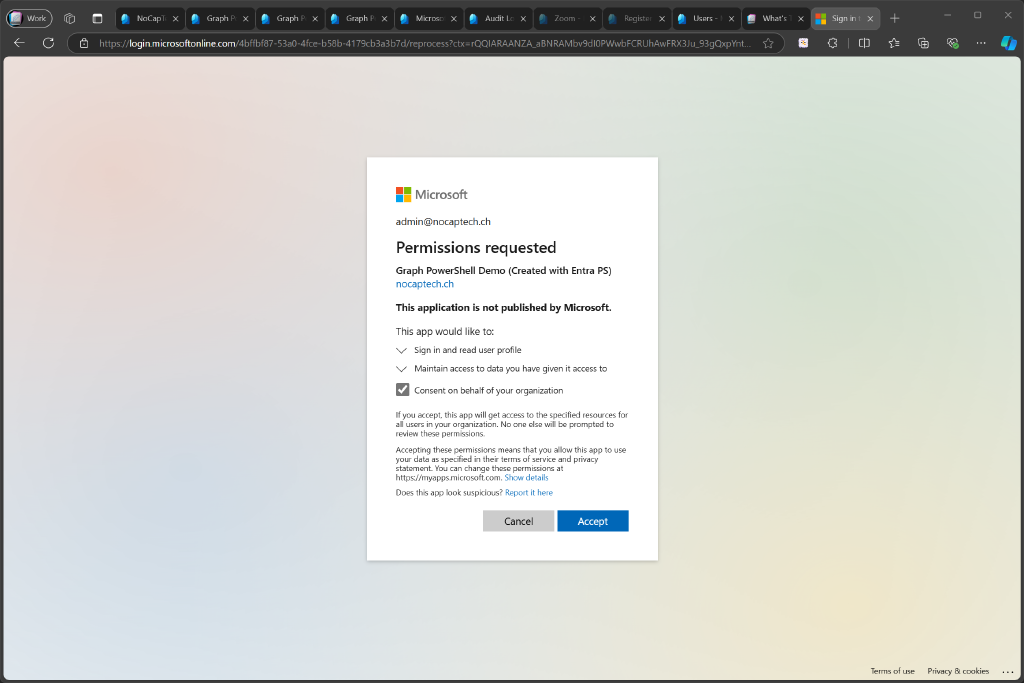 Work
NoCapT
Graph P
Graph P
Graph P
Microso
Audit Lo
Zoom -
Register
Users -
What's
Sign in t
https://login.microsoftonline.com/4bffbf87-53a0-4fce-b58b-4179cb3a3b7d/reprocess?ctx=
Microsoft
admin@nocaptech.ch
Permissions requested
Graph PowerShell Demo (Created with Entra PS)
nocaptech.ch
This application is not published by Microsoft.
This app would like to:
Sign in and read user profile
Maintain access to data you have given it access to
Consent on behalf of your organization
If you accept, this app will get access to the specified resources for
all users in your organization. No one else will be prompted to
review these permissions.
Accepting these permissions means that you allow this app to use
your data as specified in their terms of service and privacy
statement. You can change these permissions at
https://myapps.microsoft.com. Show details
Does this app look suspicious? Report it here
Cancel
Accept
Terms of use
Privacy & cookies
...